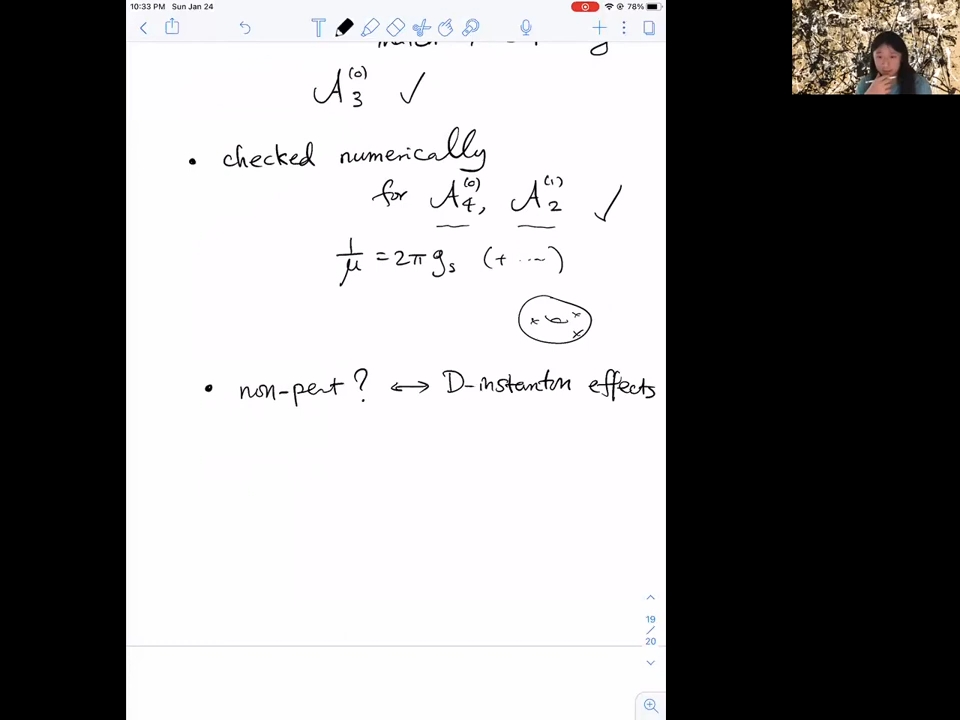 10:33 PM Sun Jan 24
78%
T
A_3^{(0)} ✓
• checked numerically
for A_4^{(0)}, A_2^{(1)} ✓
1/μ = 2π g_s (+ ....)
• non-pert? ↔ D-instanton effects
19
/
20